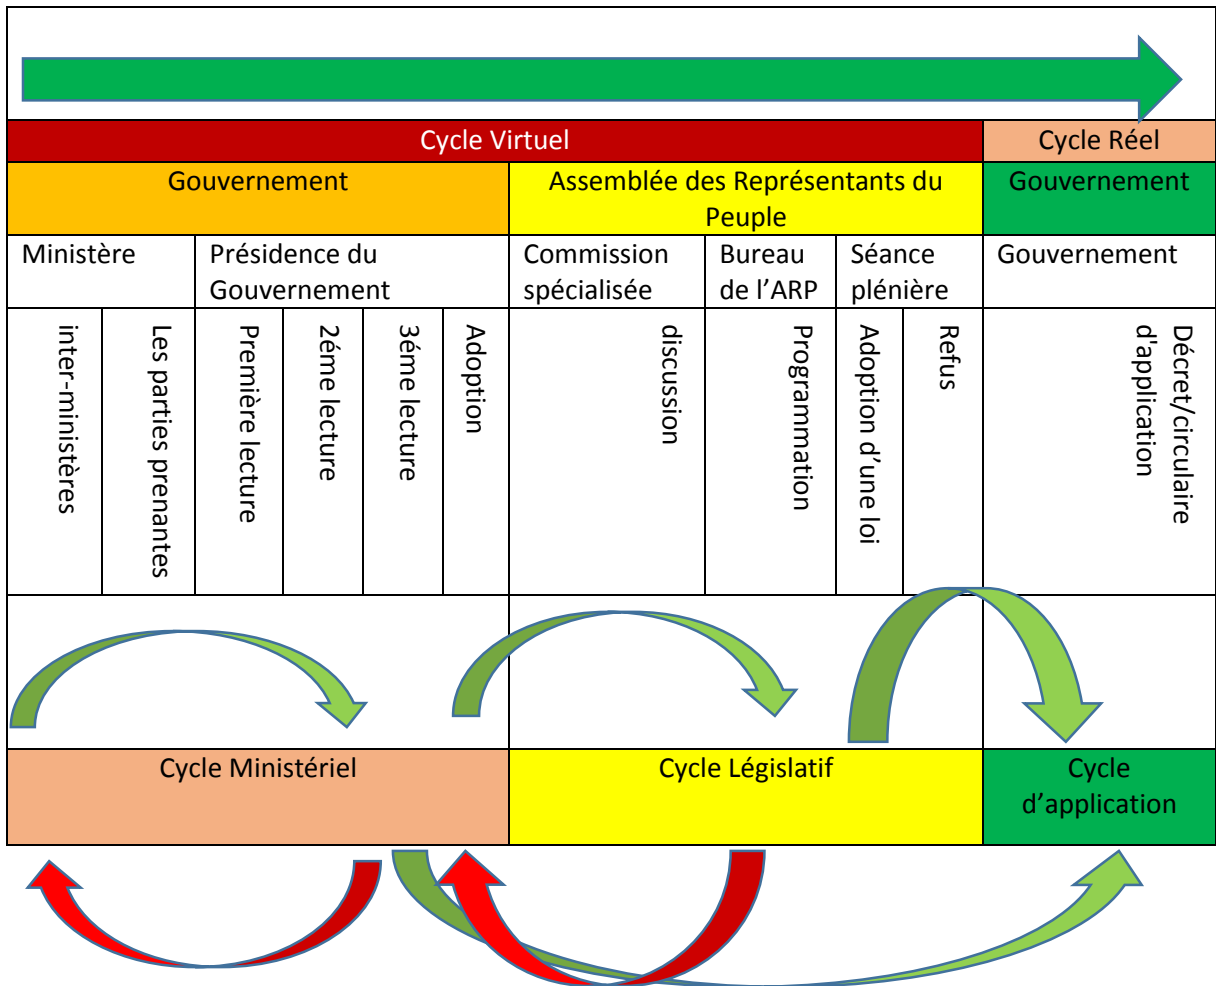 Cycle Virtuel
Cycle Réel
Gouvernement
Assemblée des Représentants du
Peuple
Gouvernement
Ministère
Présidence du
Gouvernement
Commission
spécialisée
Bureau
de l’ARP
Séance
plénière
Gouvernement
inter-ministères
Les parties prenantes
Première lecture
2éme lecture
3éme lecture
Adoption
discussion
Programmation
Adoption d’une loi
Refus
Décret/circulaire
d'application
Cycle Ministériel
Cycle Législatif
Cycle
d’application